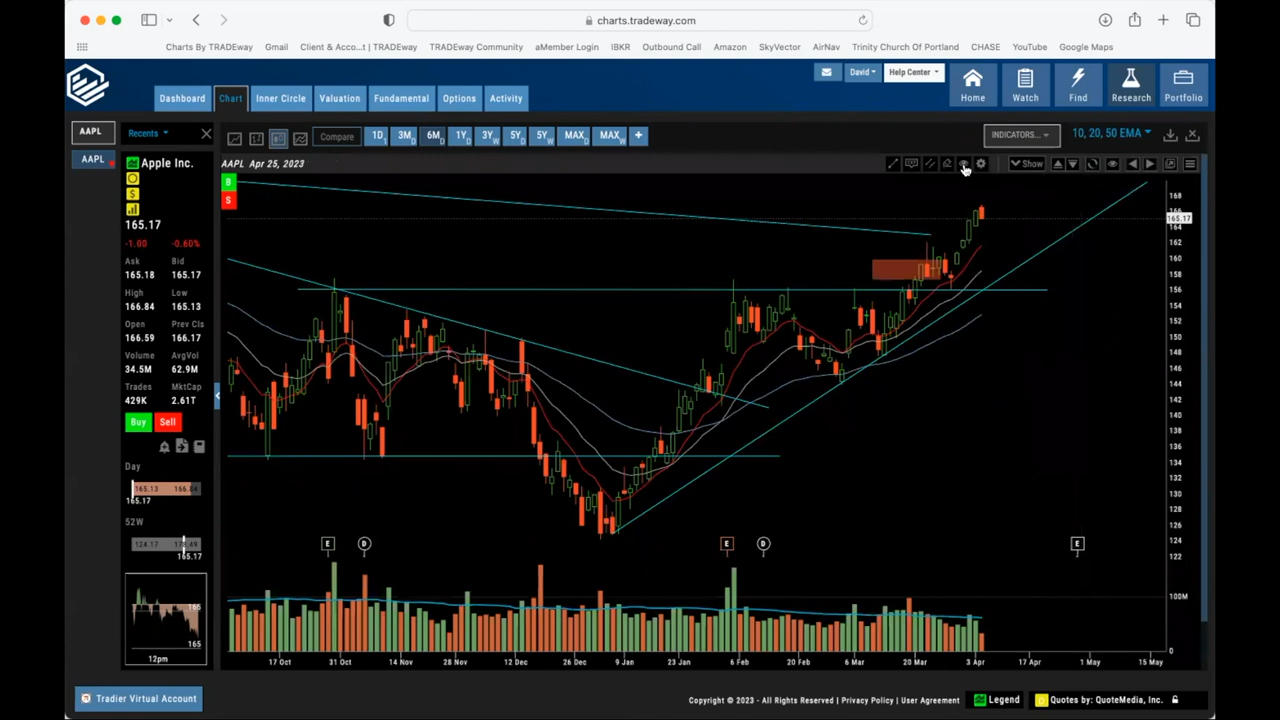 charts.tradeway.com
Charts By TRADEway Gmail Client & Acco... | TRADEway TRADEway Community aMember Login IBKR Outbound Call Amazon SkyVector AirNav Trinity Church Of Portland CHASE YouTube Google Maps
David Help Center
Dashboard Chart Inner Circle Valuation Fundamental Options Activity
Home Watch Find Research Portfolio
AAPL Recents
Compare 1D 3M D 6M D 1Y D 3Y W 5Y D 5Y W MAX D MAX W +
INDICATORS... 10, 20, 50 EMA
AAPL
Apple Inc.
AAPL Apr 25, 2023
Show
B
S
165.17
-1.00 -0.60%
Ask Bid
165.18 165.17
High Low
166.84 165.13
Open Prev Cls
166.59 166.17
Volume AvgVol
34.5M 62.9M
Trades MktCap
429K 2.61T
Buy Sell
Day
165.13 166.84
165.17
52W
124.17
165.17
166
165
12pm
168
165.17
164
162
160
158
156
154
152
150
148
146
144
142
140
138
136
134
132
130
128
126
124
122
E D E D E
100M
0
17 Oct 31 Oct 14 Nov 28 Nov 12 Dec 26 Dec 9 Jan 23 Jan 6 Feb 20 Feb 6 Mar 20 Mar 3 Apr 17 Apr 1 May 15 May
Tradier Virtual Account
Copyright © 2023 - All Rights Reserved | Privacy Policy | User Agreement
Legend
Quotes by: QuoteMedia, Inc.